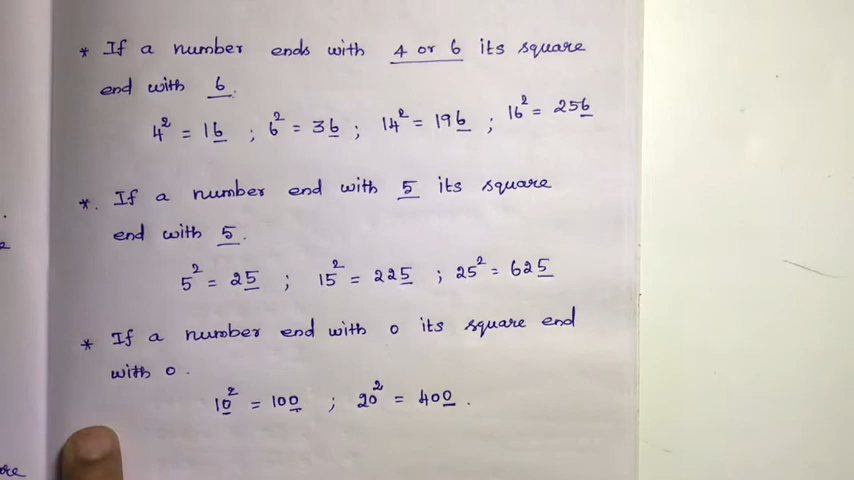 * If a number ends with 4 or 6 its square
end with 6.
4² = 16 ; 6² = 36 ; 14² = 196 ; 16² = 256
*. If a number end with 5 its square
end with 5.
5² = 25 ; 15² = 225 ; 25² = 625
* If a number end with 0 its square end
with 0.
10² = 100 ; 20² = 400.